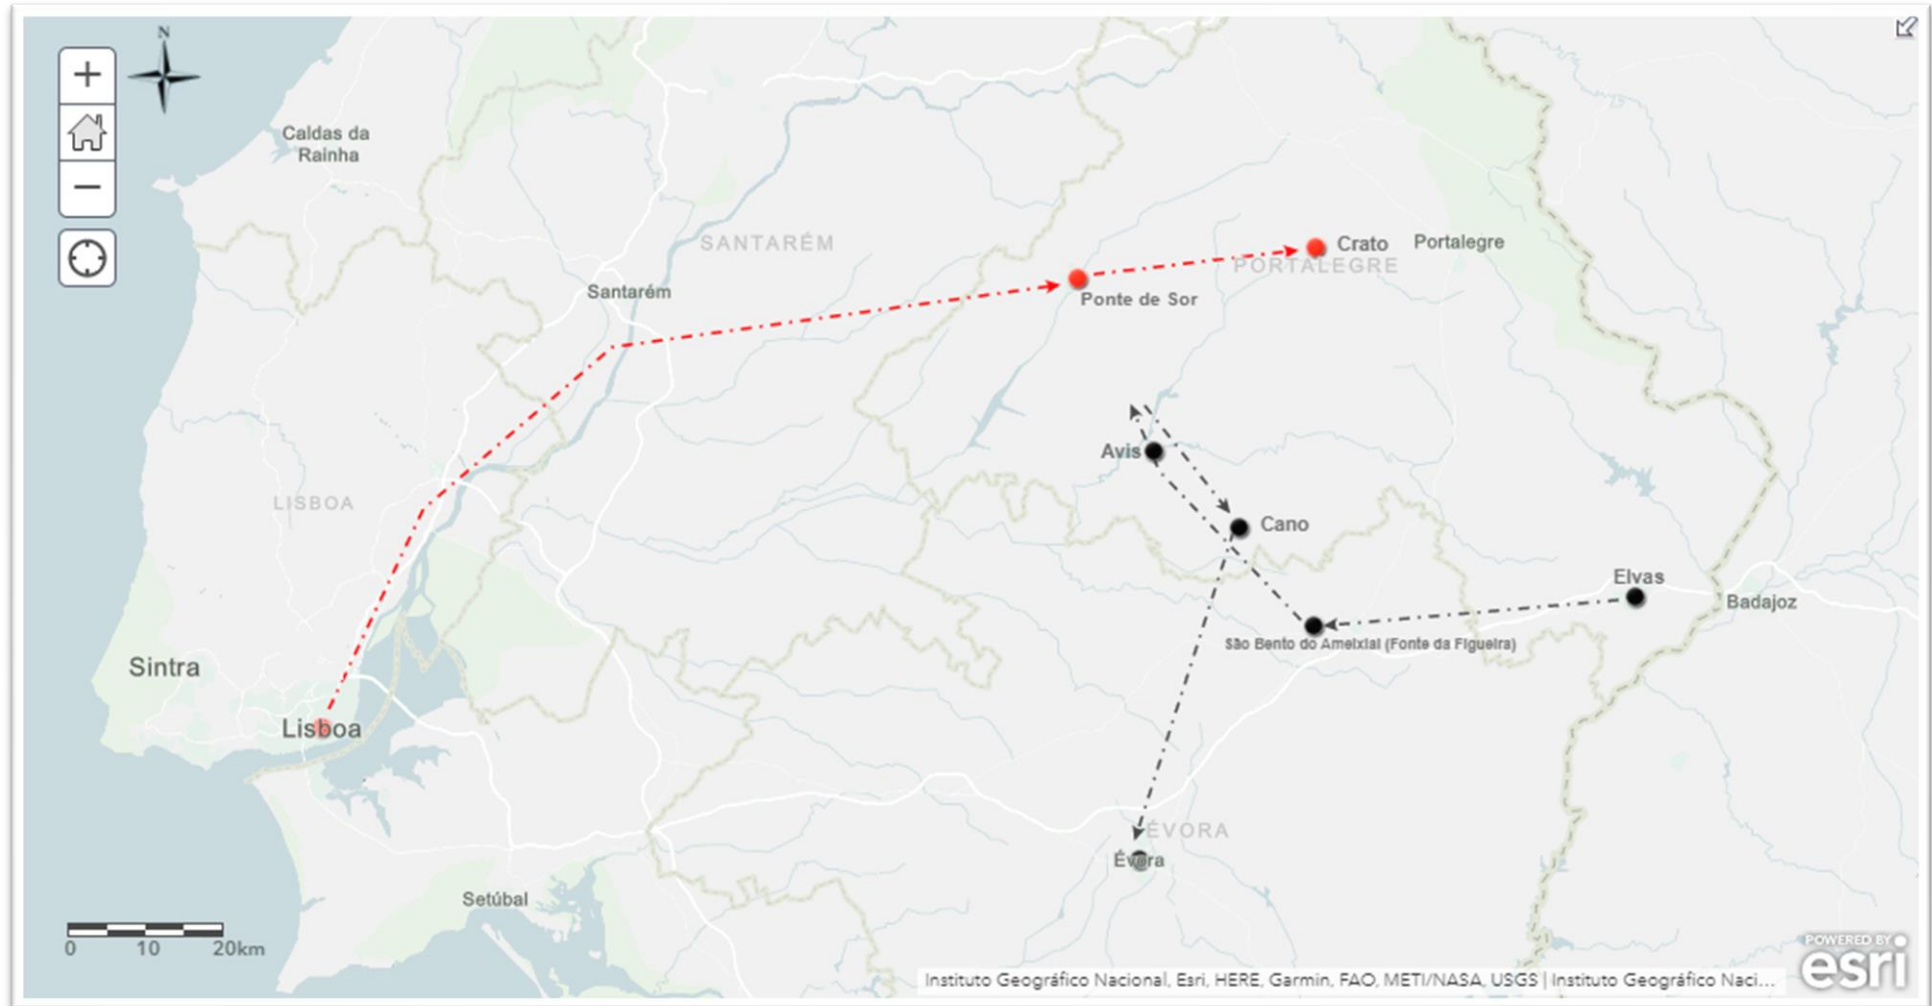 N
+
−
Caldas da
Rainha
SANTARÉM
Crato
Portalegre
PORTALEGRE
Santarém
Ponte de Sor
Avis
LISBOA
Cano
Elvas
Badajoz
São Bento do Ameixial (Fonte da Figueira)
Sintra
Lisboa
ÉVORA
Évora
Setúbal
0 10 20km
POWERED BY
esri
Instituto Geográfico Nacional, Esri, HERE, Garmin, FAO, METI/NASA, USGS | Instituto Geográfico Naci...